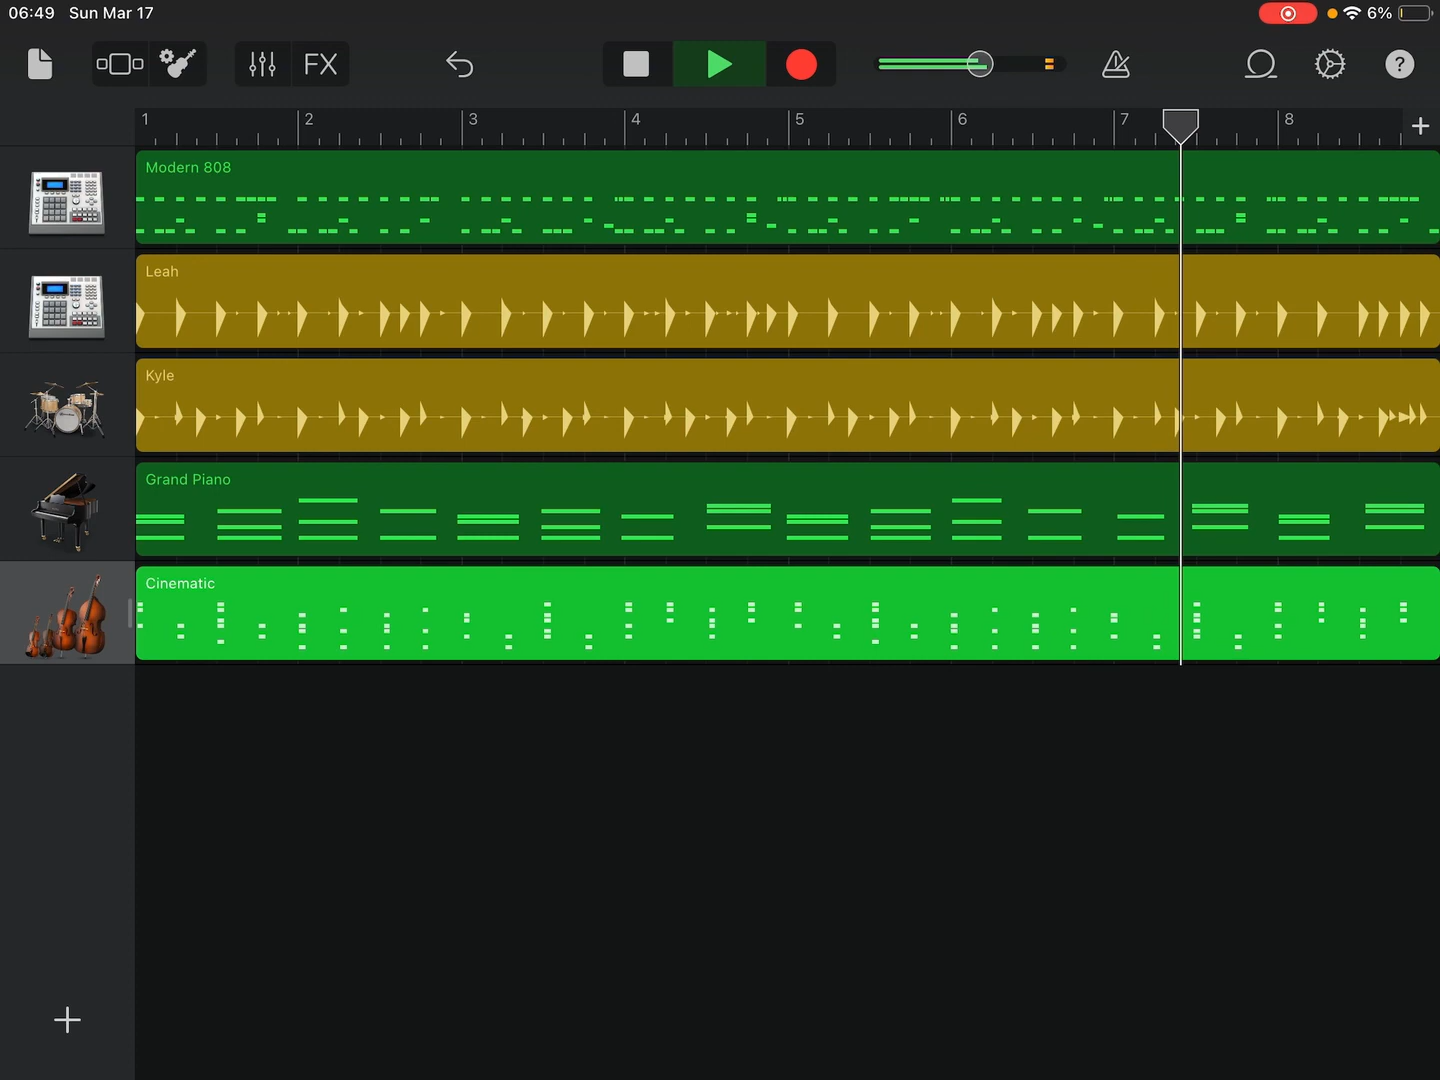 06:49 Sun Mar 17 6%
FX ?
1 2 3 4 5 6 7 8 +
Modern 808
Leah
Kyle
Grand Piano
Cinematic
+